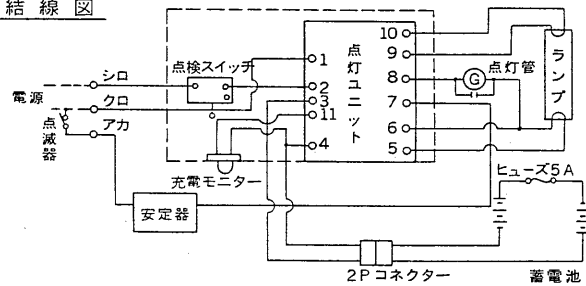 結線図
点検スイッチ
点灯ユニット
シロ
電源
クロ
アカ
点滅器
1
2
3
11
4
10
9
8
7
6
5
G
点灯管
ランプ
充電モニター
安定器
ヒューズ5A
2Pコネクター
蓄電池